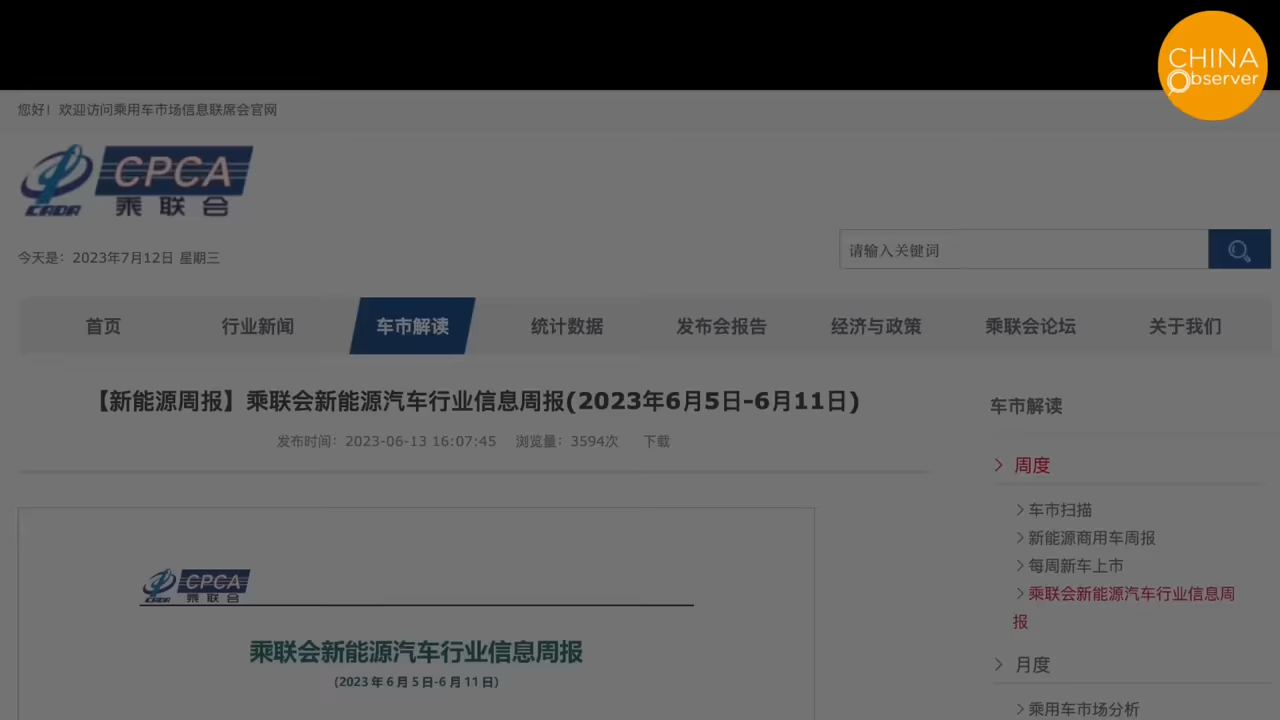 CHINA
Observer
您好！欢迎访问乘用车市场信息联席会官网
CPCA
CADA 乘联会
今天是：2023年7月12日 星期三
请输入关键词
首页 行业新闻 车市解读 统计数据 发布会报告 经济与政策 乘联会论坛 关于我们
【新能源周报】乘联会新能源汽车行业信息周报(2023年6月5日-6月11日)
发布时间：2023-06-13 16:07:45 浏览量：3594次 下载
车市解读
周度
车市扫描
新能源商用车周报
每周新车上市
乘联会新能源汽车行业信息周
报
月度
乘用车市场分析
CPCA
CADA 乘联会
乘联会新能源汽车行业信息周报
(2023 年 6 月 5 日-6 月 11 日)